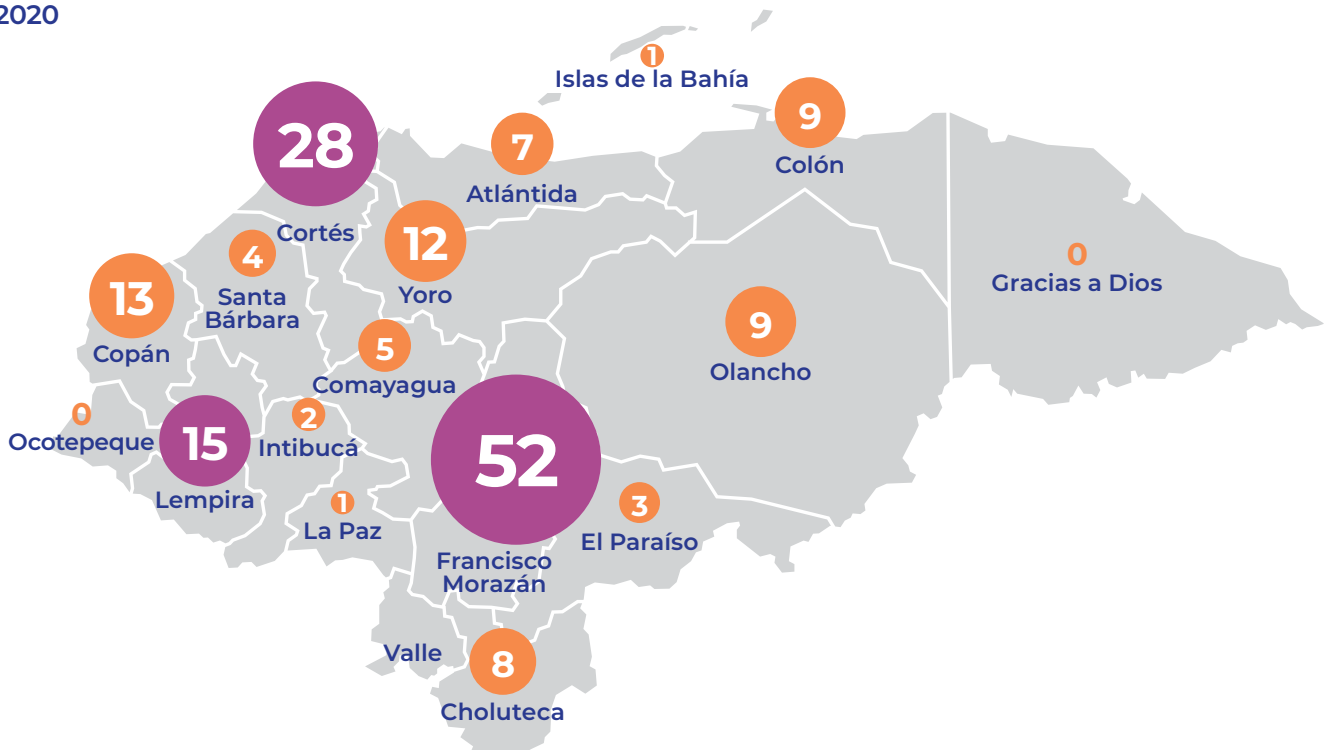 2020
1
Islas de la Bahía
28
Cortés
7
Atlántida
9
Colón
12
Yoro
4
Santa
Bárbara
13
Copán
0
Gracias a Dios
9
Olancho
5
Comayagua
0
Ocotepeque
15
Lempira
2
Intibucá
52
Francisco
Morazán
1
La Paz
3
El Paraíso
Valle
8
Choluteca